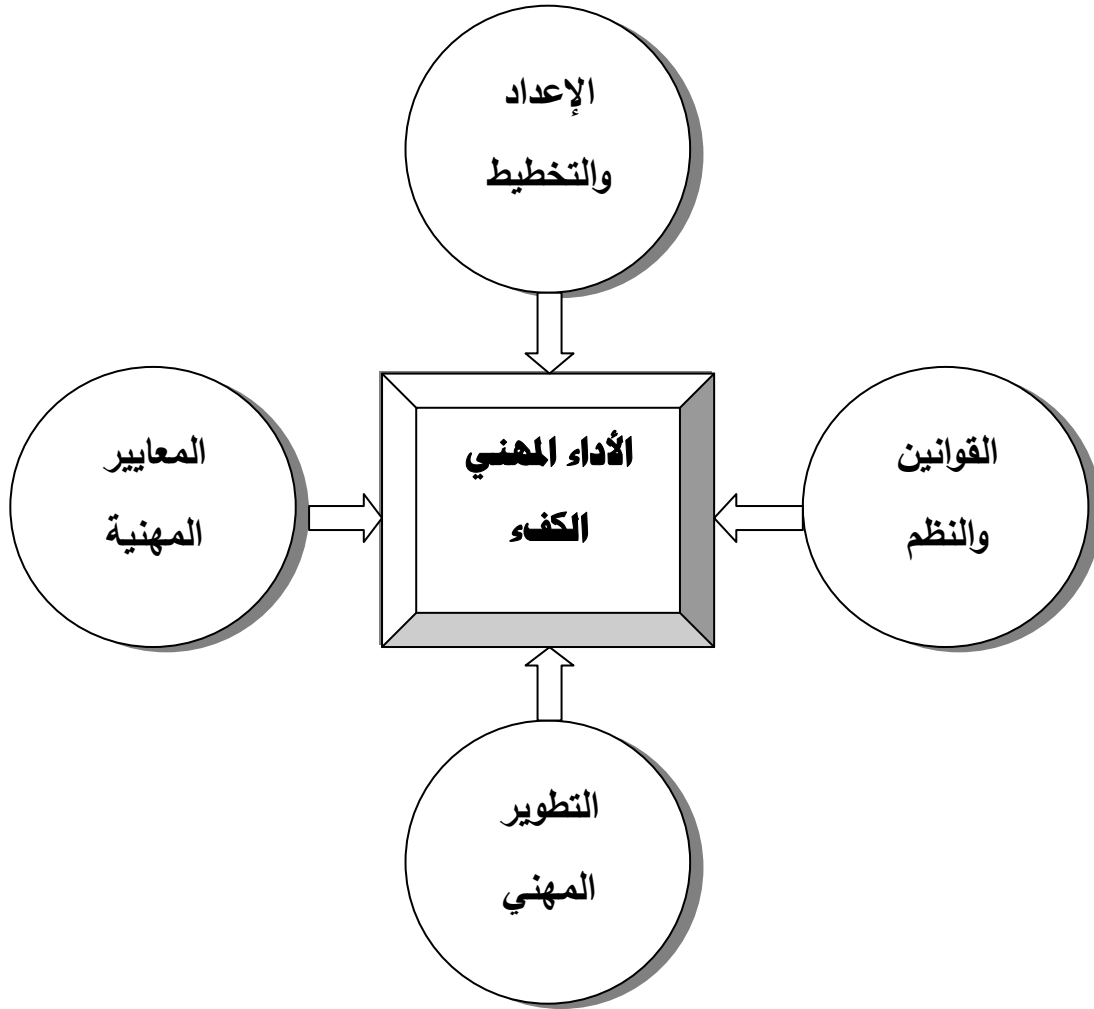 الإعداد
والتخطيط
القوانين
والنظم
الأداء المهني
الكفء
المعايير
المهنية
التطوير
المهني